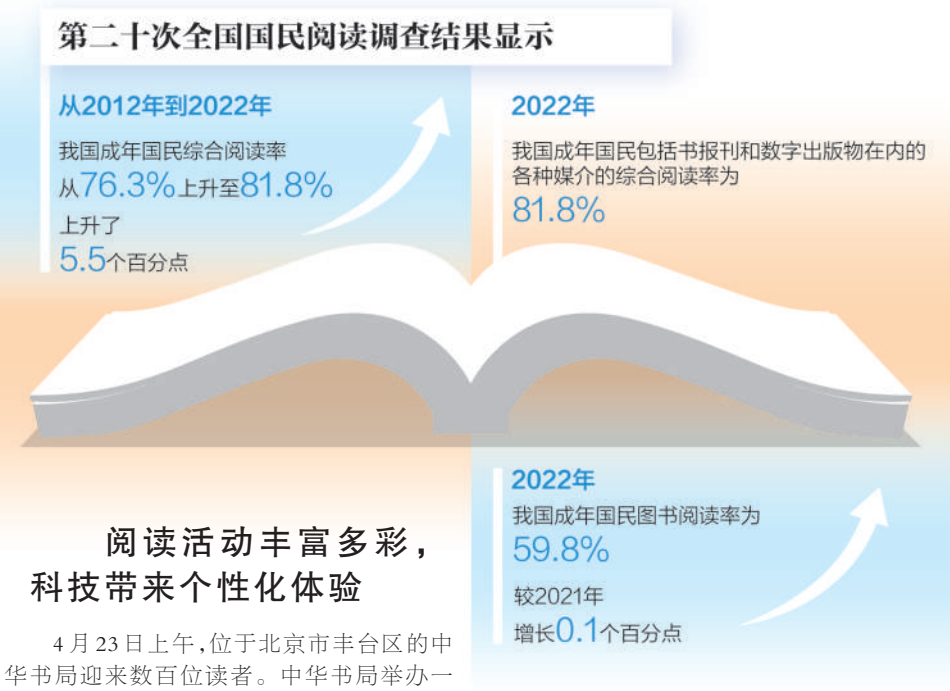 第二十次全国国民阅读调查结果显示
从2012年到2022年
我国成年国民综合阅读率
从76.3%上升至81.8%
上升了
5.5个百分点
2022年
我国成年国民包括书报刊和数字出版物在内的
各种媒介的综合阅读率为
81.8%
2022年
我国成年国民图书阅读率为
59.8%
较2021年
增长0.1个百分点
阅读活动丰富多彩，
科技带来个性化体验
4月23日上午，位于北京市丰台区的中
华书局迎来数百位读者。中华书局举办一